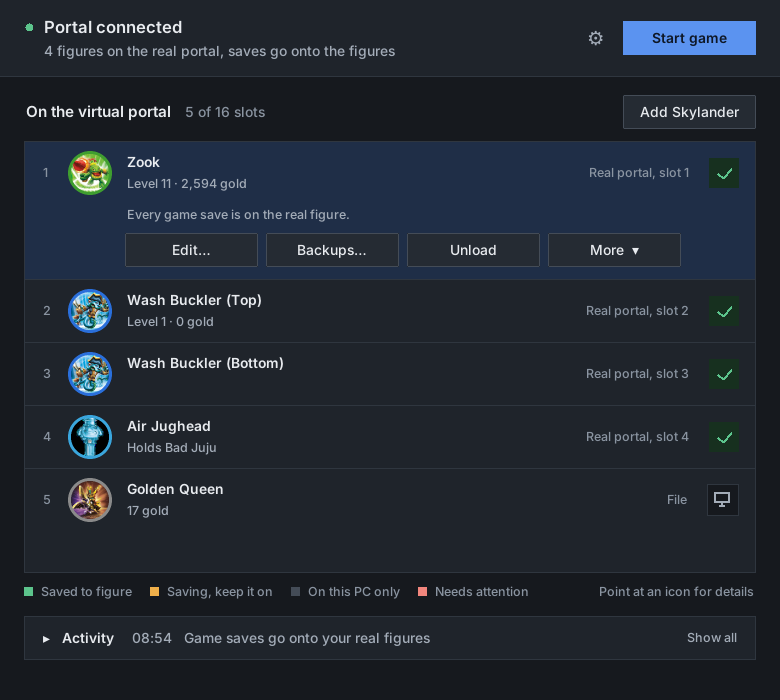 Portal connected
4 figures on the real portal, saves go onto the figures
Start game
On the virtual portal 5 of 16 slots
Add Skylander
1 Zook Real portal, slot 1
Level 11 · 2,594 gold
Every game save is on the real figure.
Edit... Backups... Unload More ▾
2 Wash Buckler (Top) Real portal, slot 2
Level 1 · 0 gold
3 Wash Buckler (Bottom) Real portal, slot 3
4 Air Jughead Real portal, slot 4
Holds Bad Juju
5 Golden Queen File
17 gold
Saved to figure Saving, keep it on On this PC only Needs attention Point at an icon for details
▸ Activity 08:54 Game saves go onto your real figures Show all